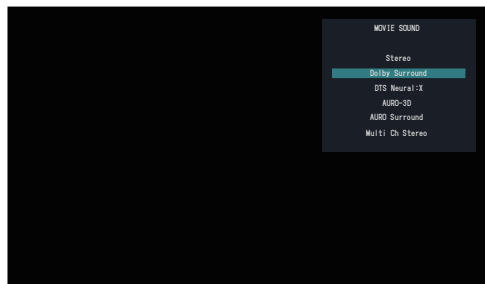 MOVIE SOUND
Stereo
Dolby Surround
DTS Neural:X
AURO-3D
AURO Surround
Multi Ch Stereo